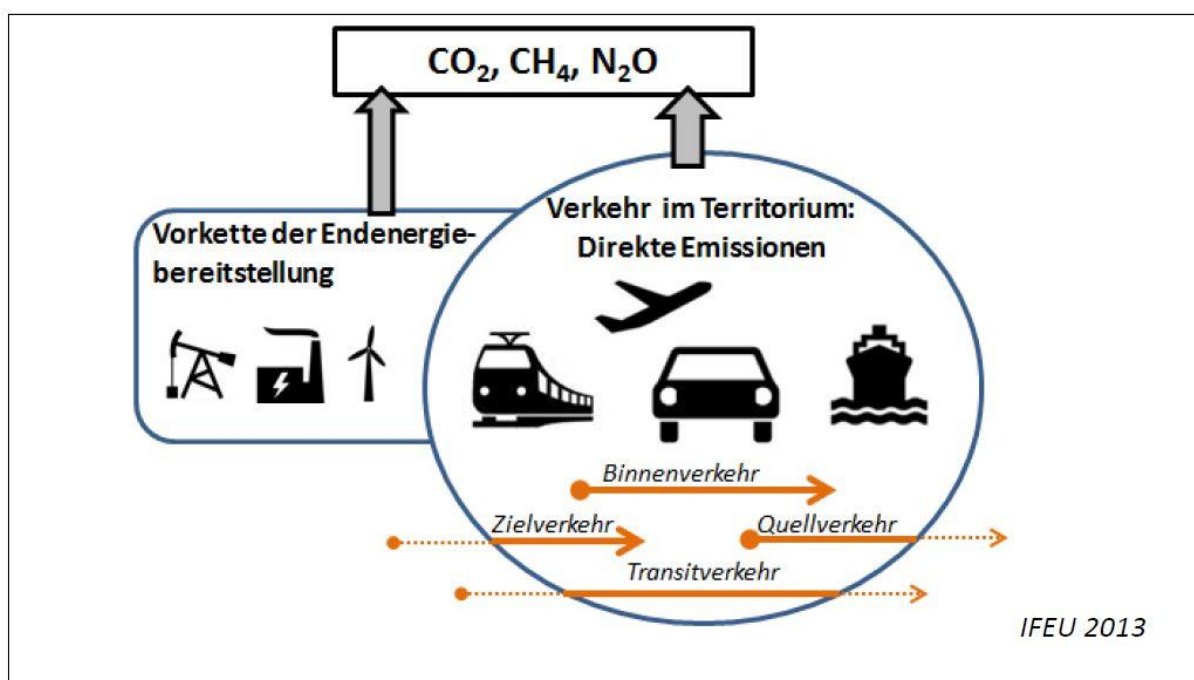 CO₂, CH₄, N₂O
Verkehr im Territorium:
Direkte Emissionen
Vorkette der Endenergie-
bereitstellung
Binnenverkehr
Zielverkehr
Quellverkehr
Transitverkehr
IFEU 2013